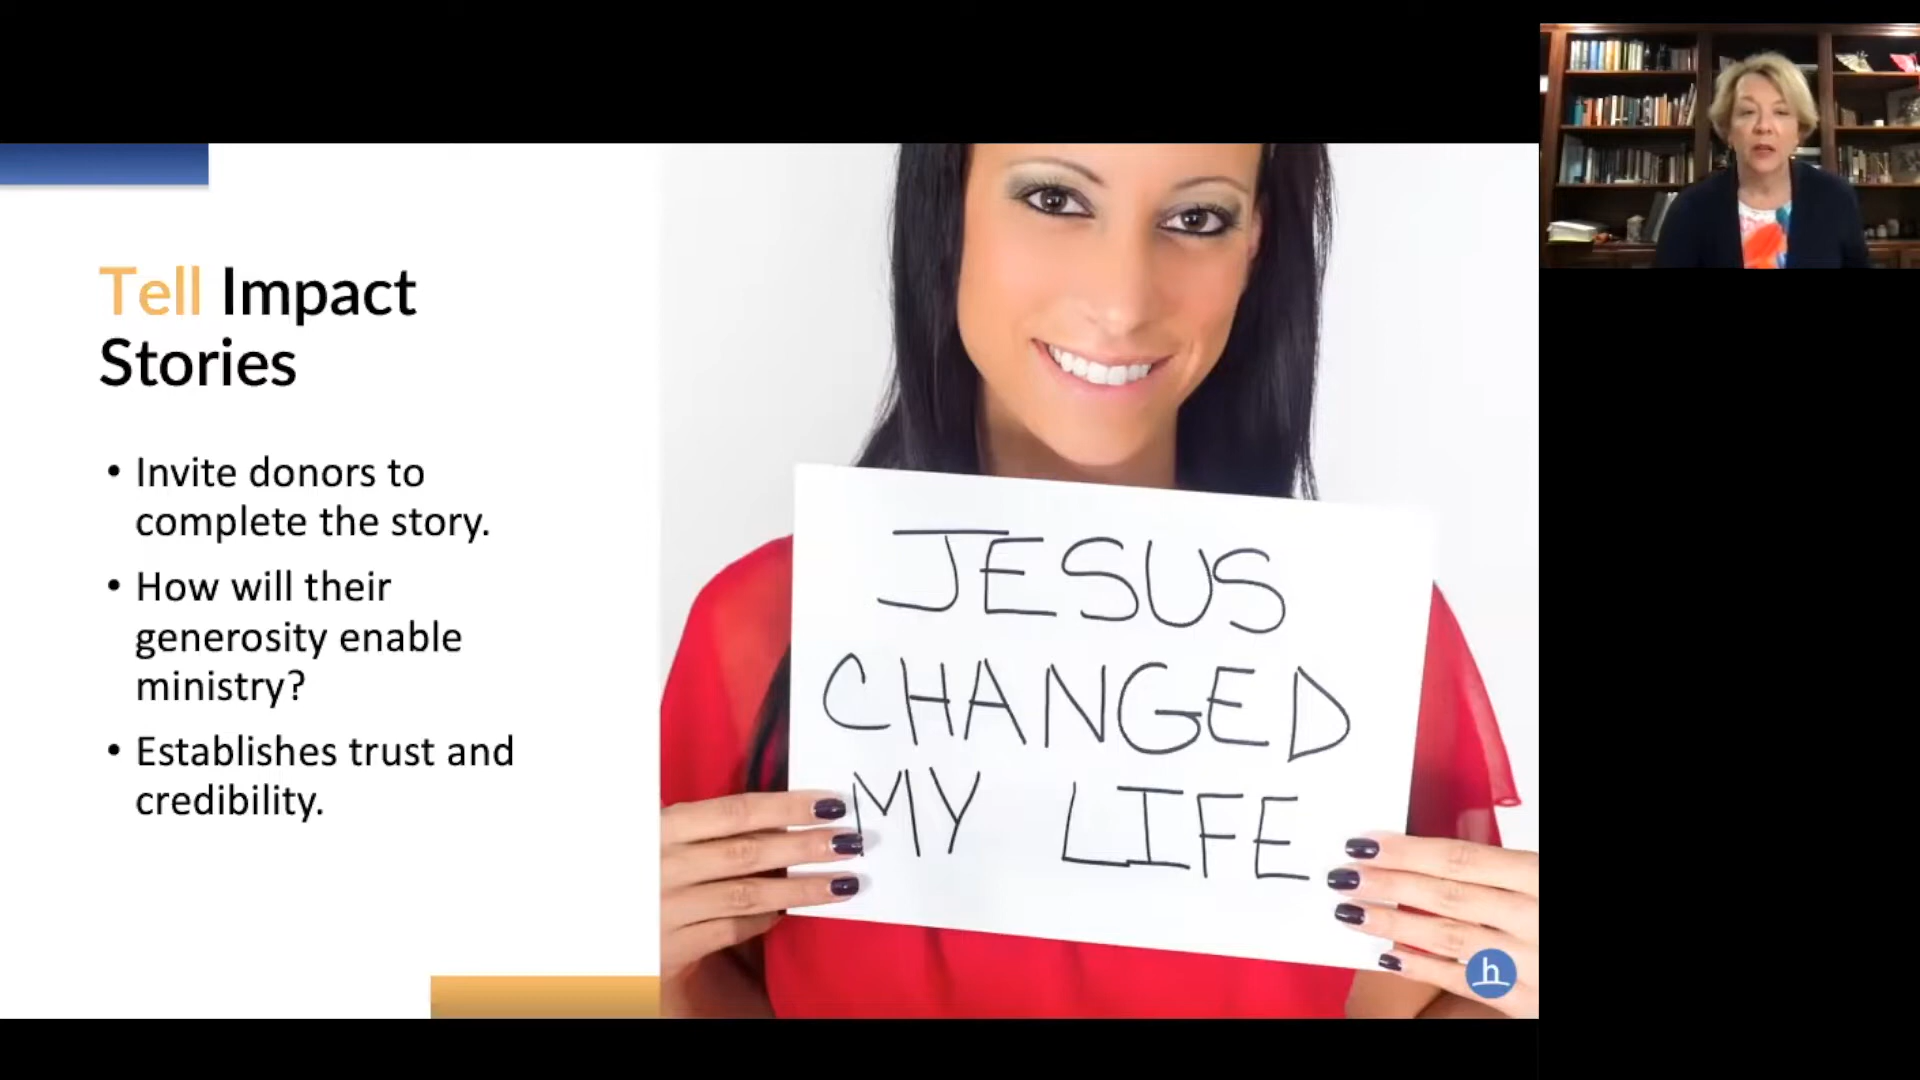 Tell Impact
Stories
• Invite donors to
complete the story.
• How will their
generosity enable
ministry?
• Establishes trust and
credibility.
JESUS
CHANGED
MY LIFE
h